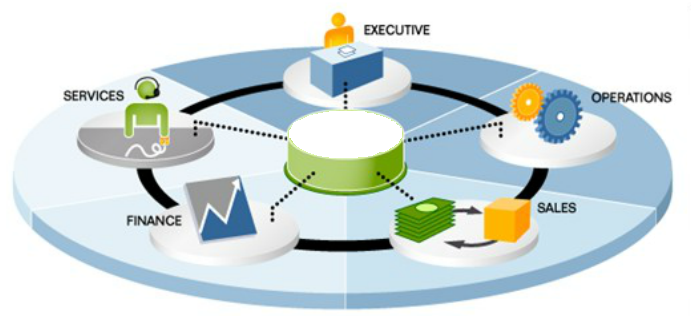 EXECUTIVE
SERVICES
OPERATIONS
FINANCE
SALES